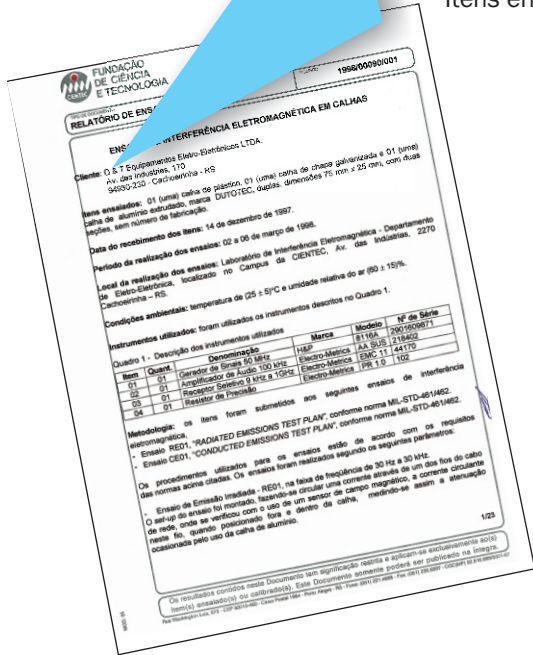 Itens em
FUNDAÇÃO
DE CIÊNCIA
E TECNOLOGIA
CIENTEC
1998/00090/001
RELATÓRIO DE ENSA
INTERFERÊNCIA ELETROMAGNÉTICA EM CALHAS
Cliente: O & T Equipamentos Eletro-Eletrônicos LTDA.
Av. das Indústrias, 170
94930-230 - Cachoeirinha - RS
Itens ensaiados: 01 (uma) calha de plástico, 01 (uma) calha de chapa galvanizada e 01 (uma)
calha de alumínio extrudado, marca DUTOTEC, duplas, dimensões 75 mm x 25 mm, com duas
seções, sem número de fabricação.
Data do recebimento dos itens: 14 de dezembro de 1997.
Período da realização dos ensaios: 02 a 06 de março de 1998.
Local da realização dos ensaios: Laboratório de Interferência Eletromagnética - Departamento
de Eletro-Eletrônica, localizado no Campus da CIENTEC, Av. das Indústrias, 2270
Cachoeirinha – RS.
Condições ambientais: temperatura de (25 ± 5)°C e umidade relativa do ar (60 ± 15)%.
Instrumentos utilizados: foram utilizados os instrumentos descritos no Quadro 1.
Quadro 1 - Descrição dos instrumentos utilizados
Item Quant. Denominação Marca Modelo Nº de Série
01 01 Gerador de Sinais 50 MHz H&P 8116A 2901G09871
02 01 Amplificador de Áudio 100 kHz Electro-Metrics AA SUS 218402
03 01 Receptor Seletivo 9 kHz a 1GHz Electro-Metrics EMC 11 44170
04 01 Resistor de Precisão Electro-Metrics PR 1.0 102
Metodologia: os itens foram submetidos aos seguintes ensaios de interferência
eletromagnética,
- Ensaio RE01, "RADIATED EMISSIONS TEST PLAN", conforme norma MIL-STD-461/462.
- Ensaio CE01, "CONDUCTED EMISSIONS TEST PLAN", conforme norma MIL-STD-461/462.
Os procedimentos utilizados para os ensaios estão de acordo com os requisitos
das normas acima citadas. Os ensaios foram realizados segundo os seguintes parâmetros:
- Ensaio de Emissão Irradiada - RE01, na faixa de freqüência de 30 Hz a 30 kHz.
O set-up do ensaio foi montado, fazendo-se circular uma corrente através de um dos fios do cabo
de rede, onde se verificou com o uso de um sensor de campo magnético, a corrente circulante
neste fio, quando posicionado fora e dentro da calha, medindo-se assim a atenuação
ocasionada pelo uso da calha de alumínio.
1/23
Os resultados contidos neste Documento tem significação restrita e aplicam-se exclusivamente ao(s)
item(s) ensaiado(s) ou calibrado(s). Este Documento somente poderá ser publicado na íntegra.